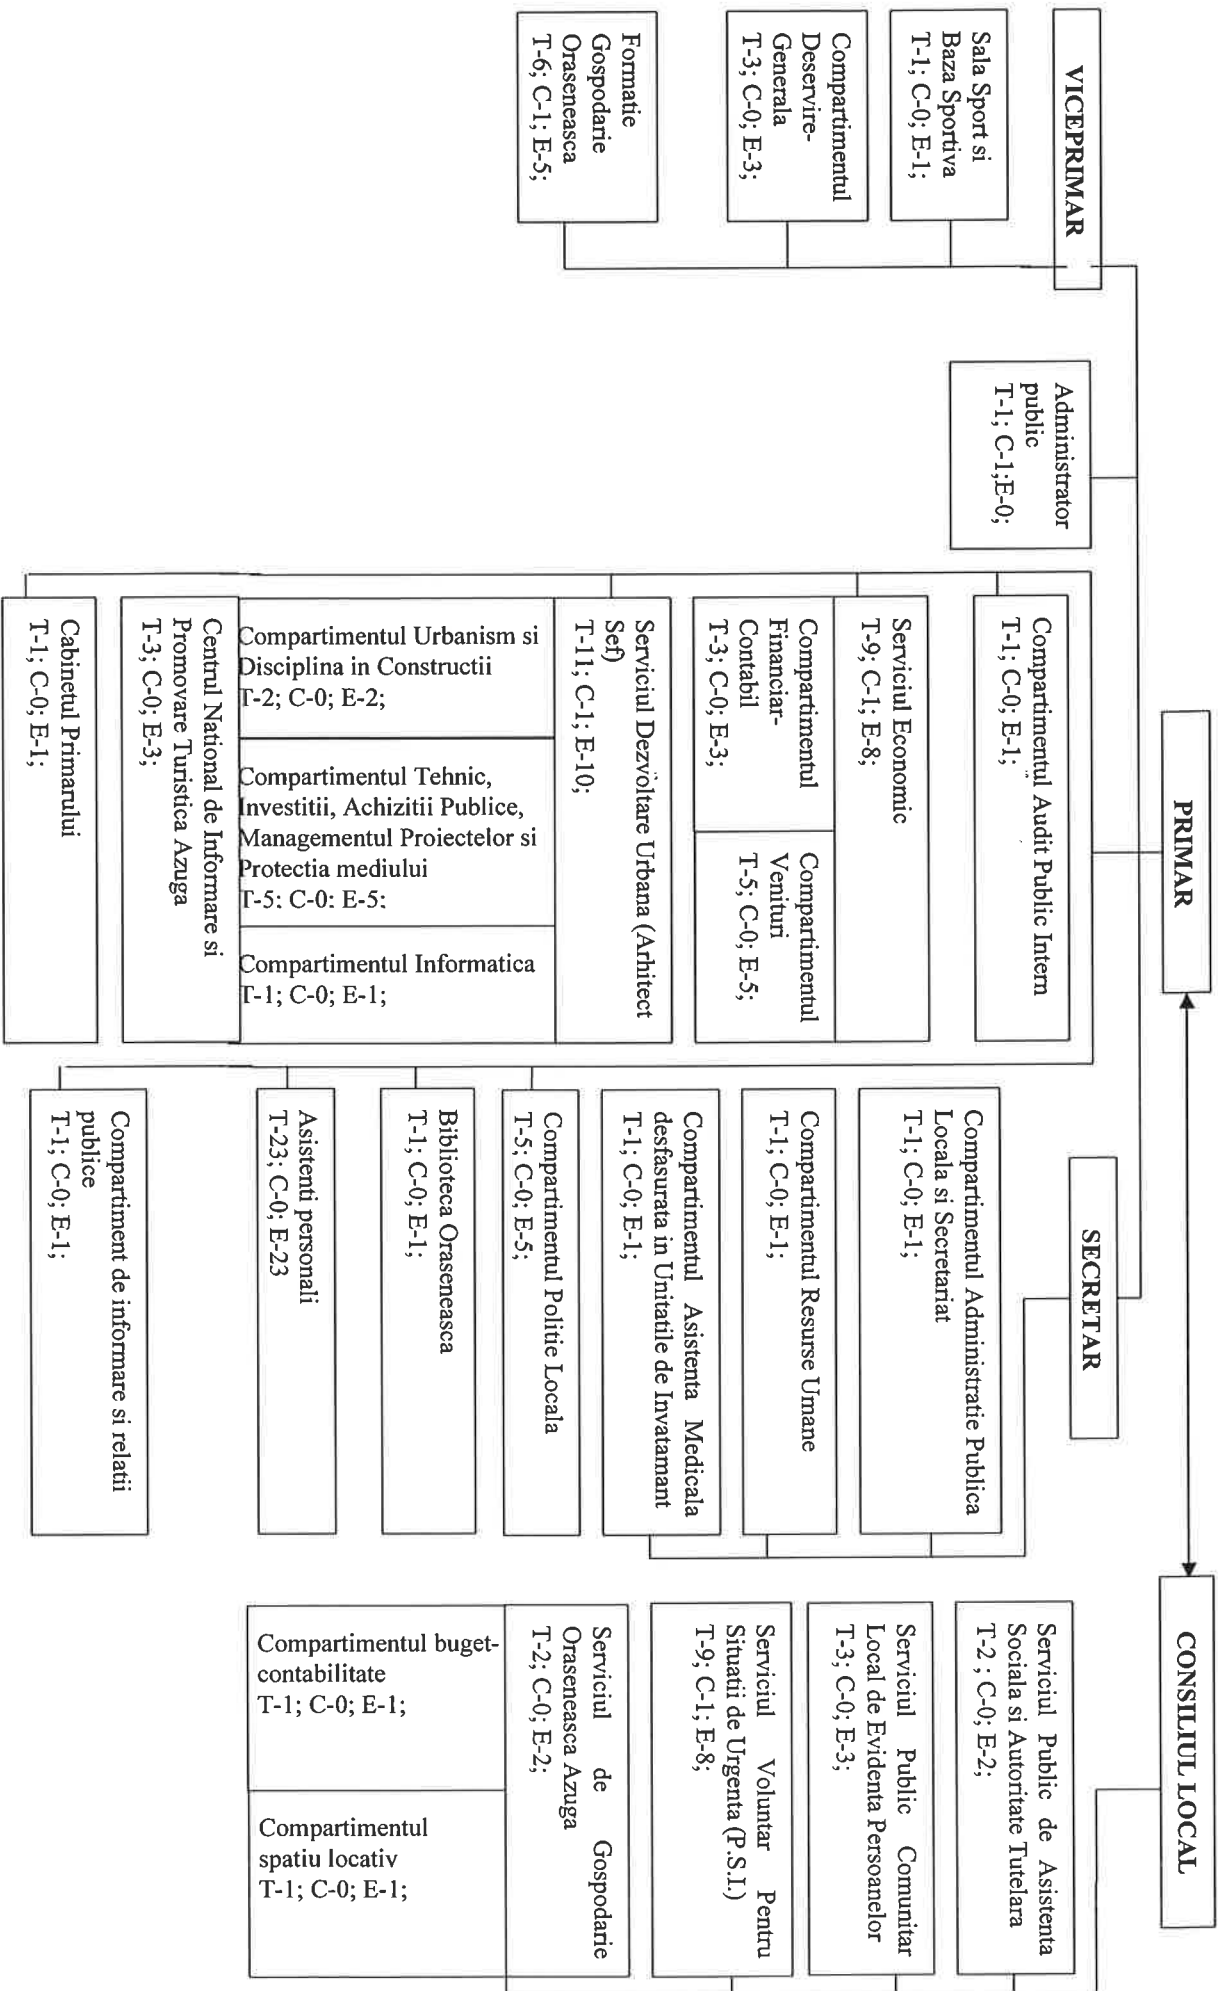 VICEPRIMAR
Sala Sport si
Baza Sportiva
T-1; C-0; E-1;
Compartimentul
Deservire-
Generala
T-3; C-0; E-3;
Formatie
Gospodarie
Oraseneasca
T-6; C-1; E-5;
Administrator
public
T-1; C-1;E-0;
PRIMAR
Compartimentul Audit Public Intern
T-1; C-0; E-1;
Serviciul Economic
T-9; C-1; E-8;
Compartimentul
Financiar-
Contabil
T-3; C-0; E-3;
Compartimentul
Venituri
T-5; C-0; E-5;
Serviciul Dezvoltare Urbana (Arhitect
Sef)
T-11; C-1; E-10;
Compartimentul Urbanism si
Disciplina in Constructii
T-2; C-0; E-2;
Compartimentul Tehnic,
Investitii, Achizitii Publice,
Managementul Proiectelor si
Protectia mediului
T-5; C-0; E-5;
Compartimentul Informatica
T-1; C-0; E-1;
Centrul National de Informare si
Promovare Turistica Azuga
T-3; C-0; E-3;
Cabinetul Primarului
T-1; C-0; E-1;
SECRETAR
Compartimentul Administratie Publica
Locala si Secretariat
T-1; C-0; E-1;
Compartimentul Resurse Umane
T-1; C-0; E-1;
Compartimentul Asistenta Medicala
desfasurata in Unitatile de Invatamant
T-1; C-0; E-1;
Compartimentul Politie Locala
T-5; C-0; E-5;
Biblioteca Oraseneasca
T-1; C-0; E-1;
Asistenti personali
T-23; C-0; E-23
Compartiment de informare si relatii
publice
T-1; C-0; E-1;
CONSILIUL LOCAL
Serviciul Public de Asistenta
Sociala si Autoritate Tutelara
T-2 ; C-0; E-2;
Serviciul Public Comunitar
Local de Evidenta Persoanelor
T-3; C-0; E-3;
Serviciul Voluntar Pentru
Situatii de Urgenta (P.S.I.)
T-9; C-1; E-8;
Serviciul de Gospodarie
Oraseneasca Azuga
T-2; C-0; E-2;
Compartimentul buget-
contabilitate
T-1; C-0; E-1;
Compartimentul
spatiu locativ
T-1; C-0; E-1;